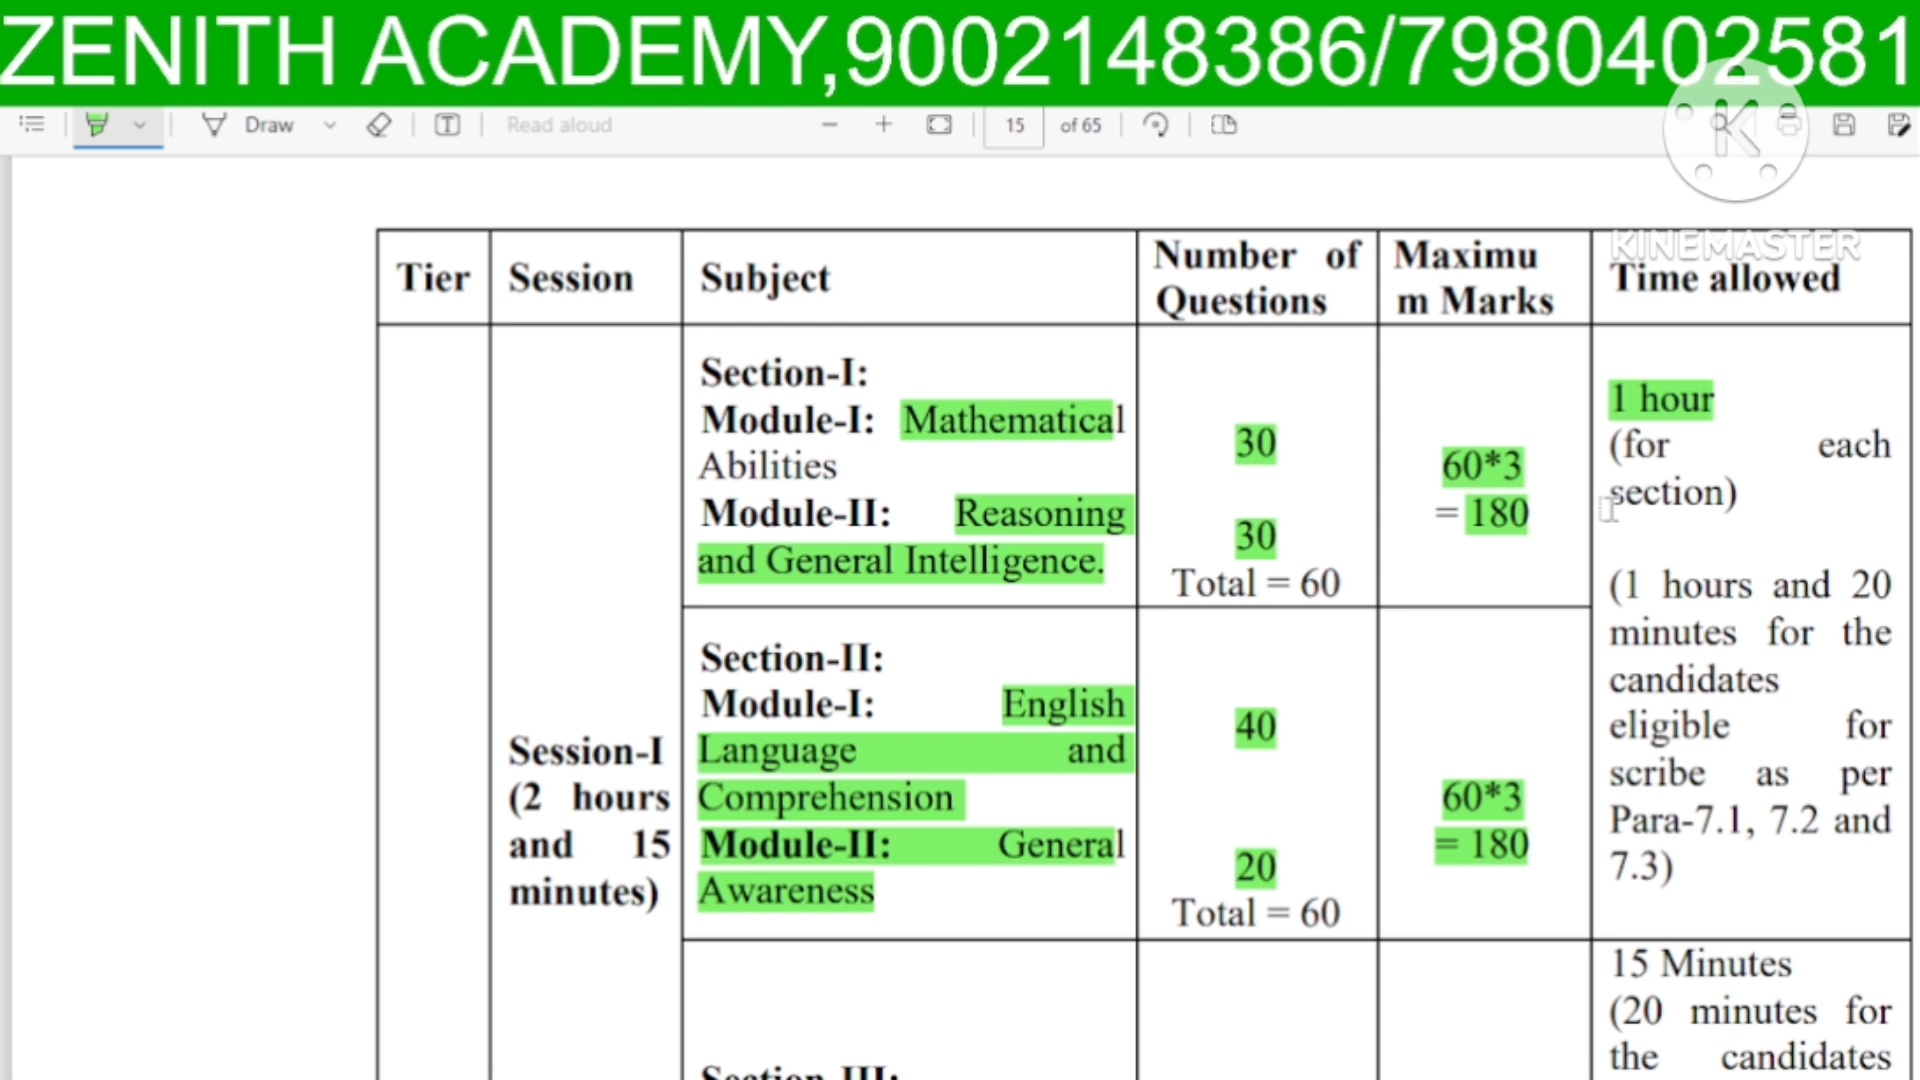 ZENITH ACADEMY,9002148386/7980402581
Draw
Read aloud
15 of 65
K
KINEMASTER
Tier Session Subject Number of Questions Maximu m Marks Time allowed
Section-I:
Module-I: Mathematical
Abilities
Module-II: Reasoning
and General Intelligence.
30
30
Total = 60
60*3
= 180
1 hour
(for each
section)
(1 hours and 20
minutes for the
candidates
eligible for
scribe as per
Para-7.1, 7.2 and
7.3)
Session-I
(2 hours
and 15
minutes)
Section-II:
Module-I: English
Language and
Comprehension
Module-II: General
Awareness
40
20
Total = 60
60*3
= 180
Section-III:
15 Minutes
(20 minutes for
the candidates